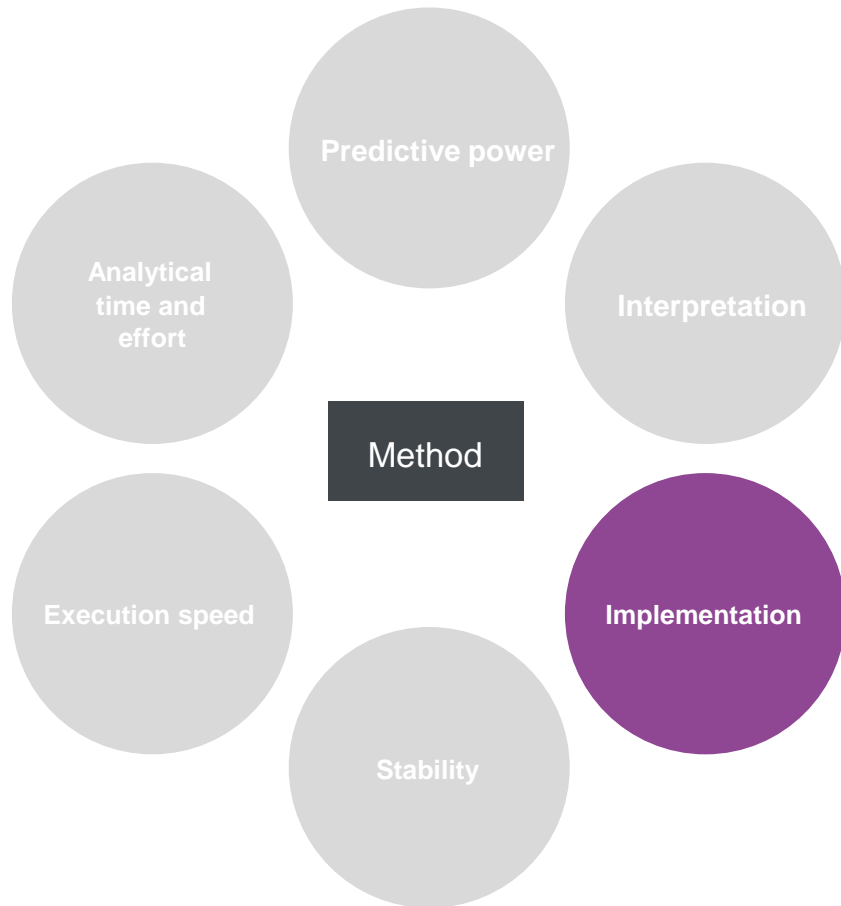 Predictive power
Analytical
time and
effort
Interpretation
Method
Execution speed
Implementation
Stability